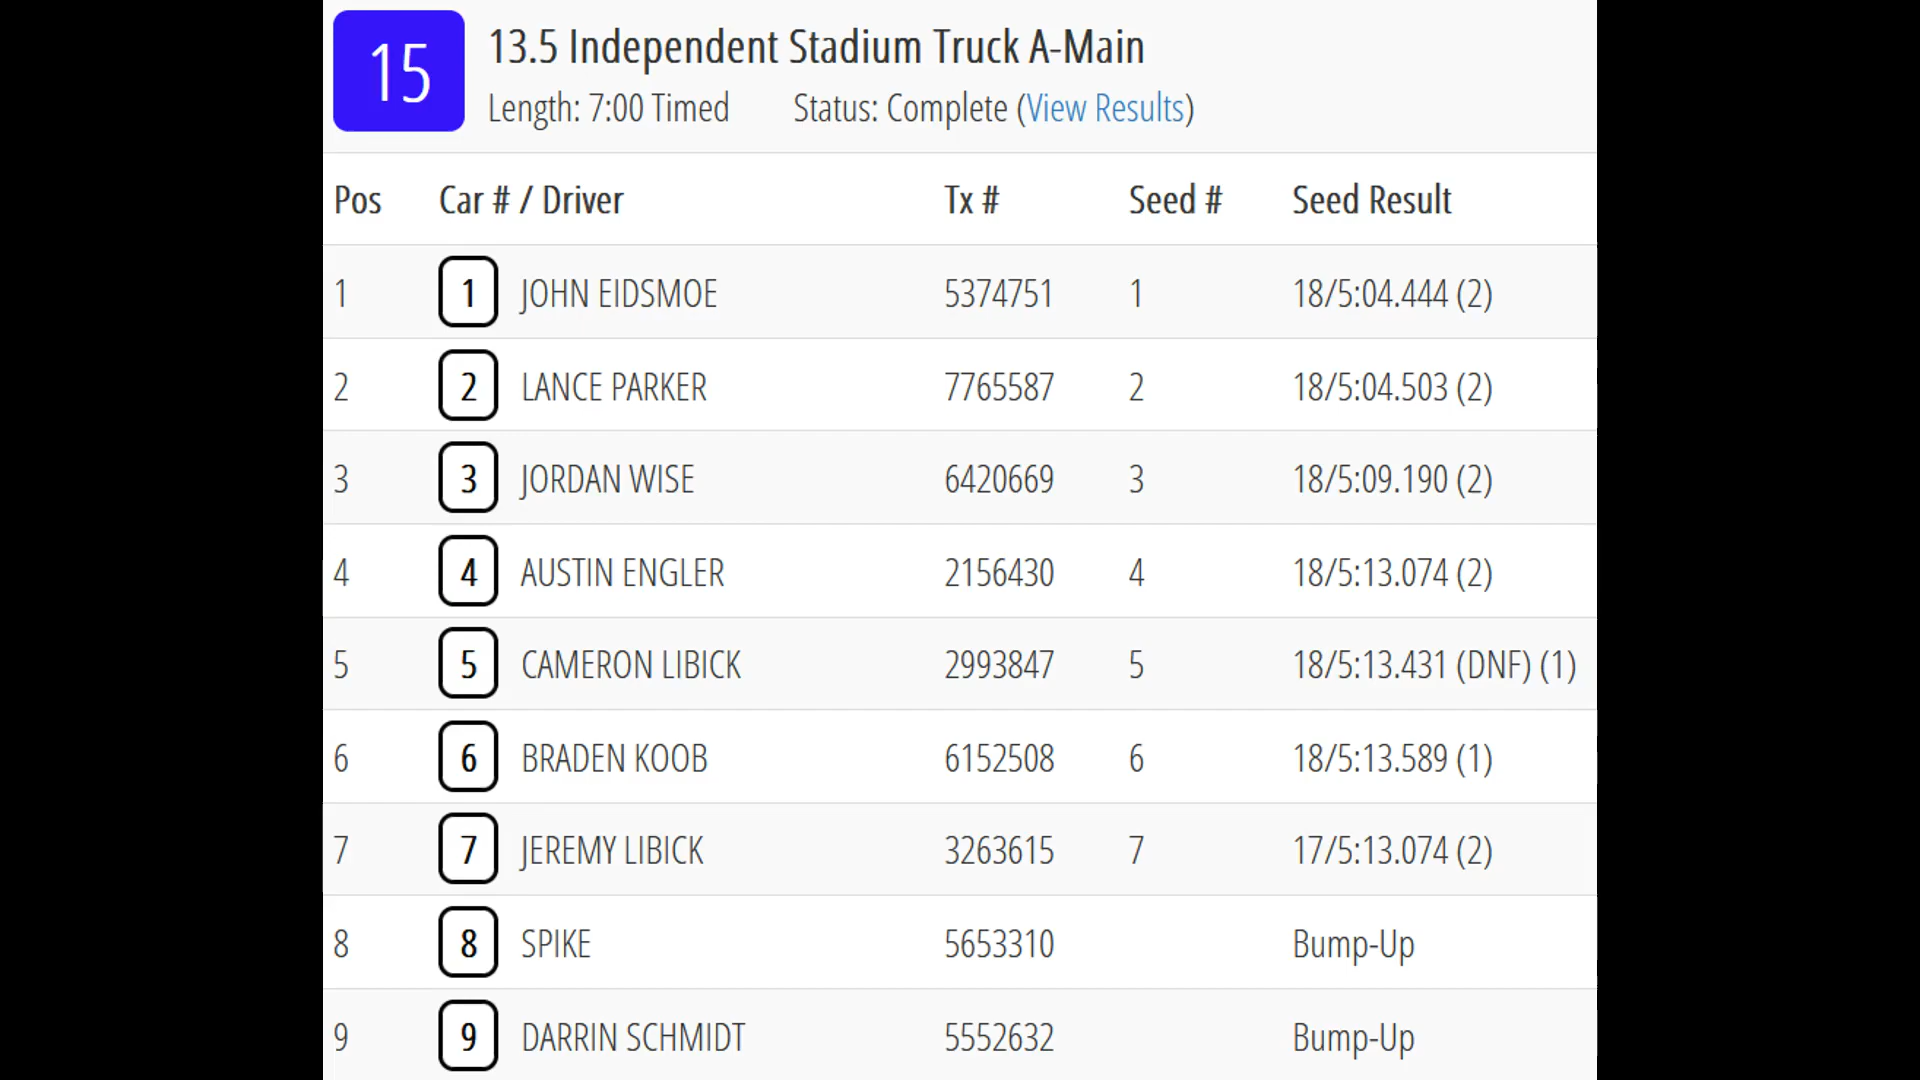 15
13.5 Independent Stadium Truck A-Main
Length: 7:00 Timed Status: Complete (View Results)
Pos Car # / Driver Tx # Seed # Seed Result
1 1 JOHN EIDSMOE 5374751 1 18/5:04.444 (2)
2 2 LANCE PARKER 7765587 2 18/5:04.503 (2)
3 3 JORDAN WISE 6420669 3 18/5:09.190 (2)
4 4 AUSTIN ENGLER 2156430 4 18/5:13.074 (2)
5 5 CAMERON LIBICK 2993847 5 18/5:13.431 (DNF) (1)
6 6 BRADEN KOOB 6152508 6 18/5:13.589 (1)
7 7 JEREMY LIBICK 3263615 7 17/5:13.074 (2)
8 8 SPIKE 5653310 Bump-Up
9 9 DARRIN SCHMIDT 5552632 Bump-Up